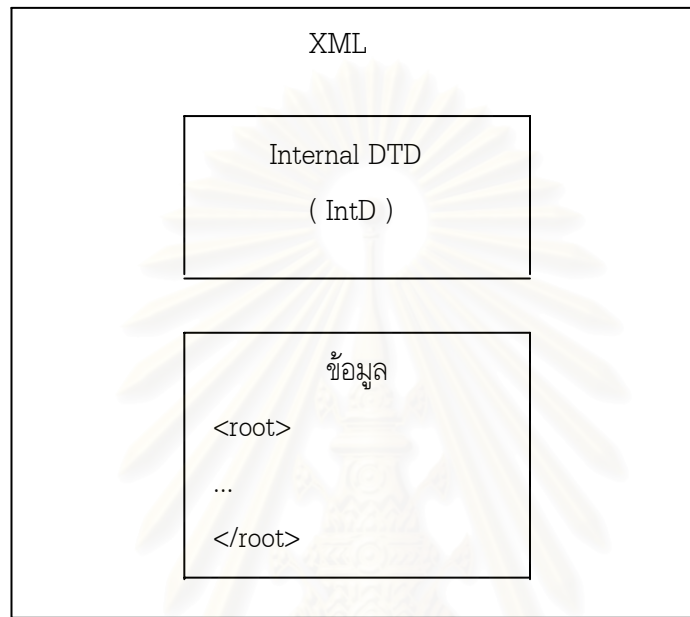 XML
Internal DTD
( IntD )
ข้อมูล
<root>
...
</root>